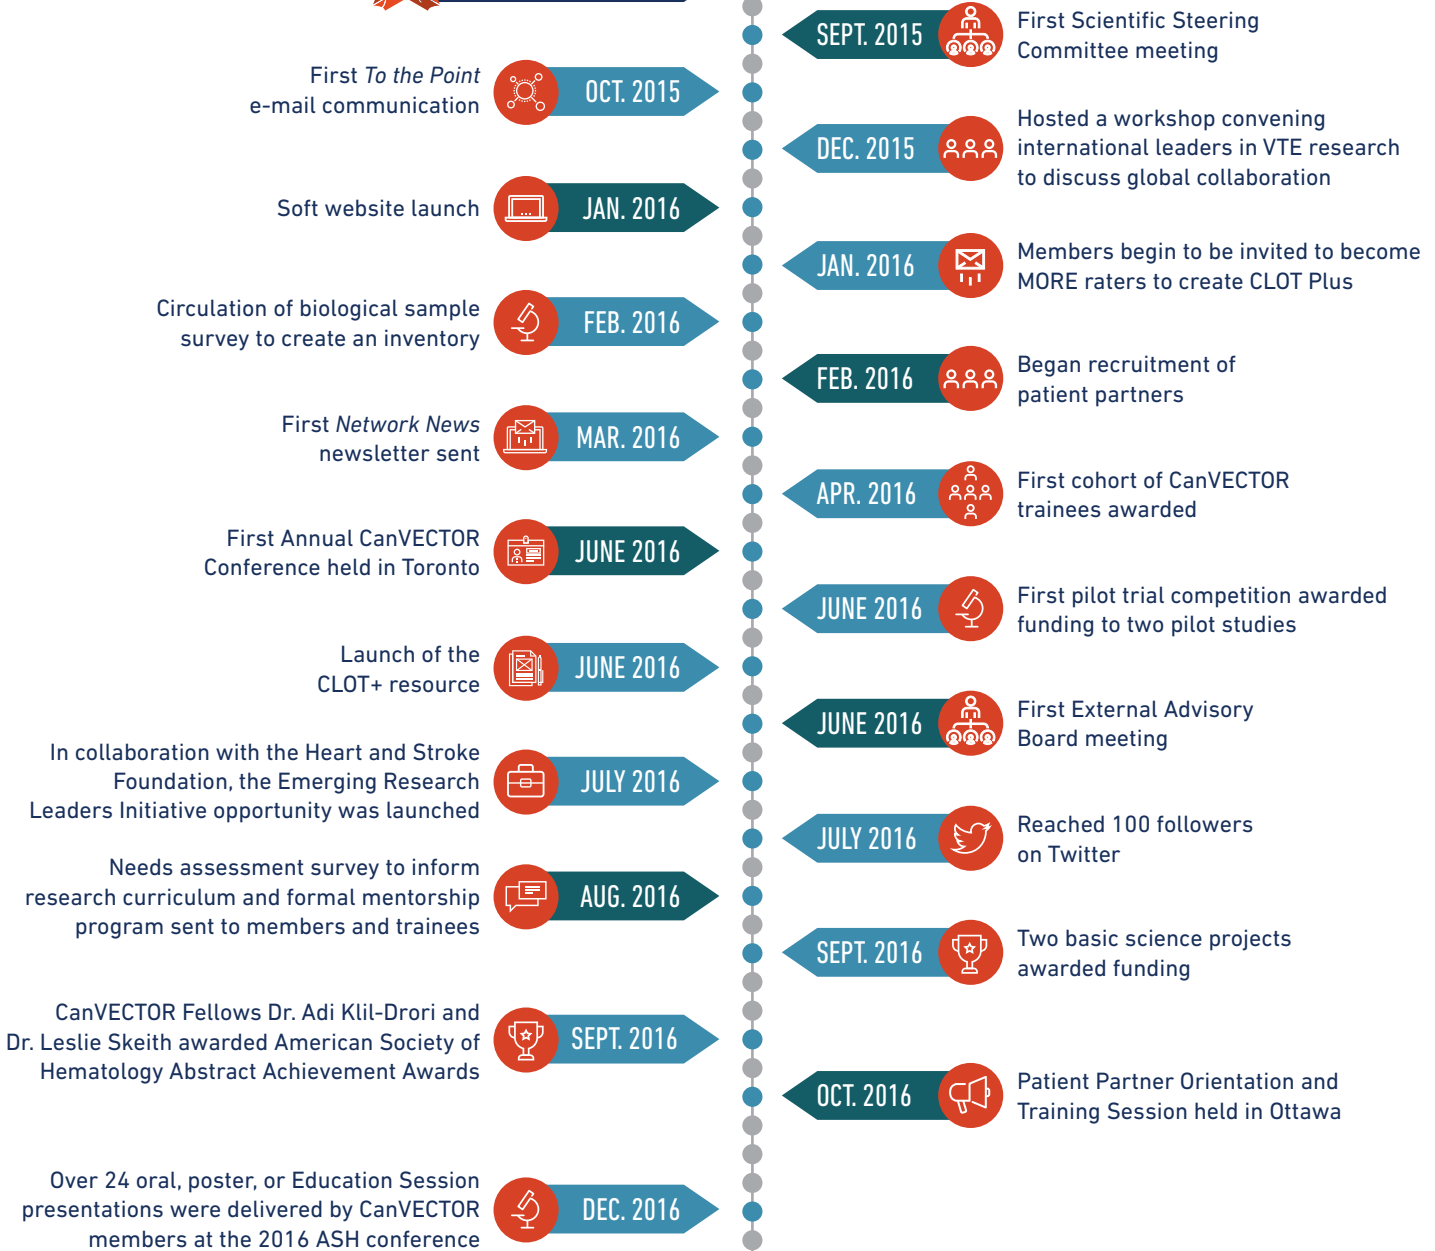 SEPT. 2015
First Scientific Steering
Committee meeting
First To the Point
e-mail communication
OCT. 2015
DEC. 2015
Hosted a workshop convening
international leaders in VTE research
to discuss global collaboration
Soft website launch
JAN. 2016
JAN. 2016
Members begin to be invited to become
MORE raters to create CLOT Plus
Circulation of biological sample
survey to create an inventory
FEB. 2016
FEB. 2016
Began recruitment of
patient partners
First Network News
newsletter sent
MAR. 2016
APR. 2016
First cohort of CanVECTOR
trainees awarded
First Annual CanVECTOR
Conference held in Toronto
JUNE 2016
JUNE 2016
First pilot trial competition awarded
funding to two pilot studies
Launch of the
CLOT+ resource
JUNE 2016
JUNE 2016
First External Advisory
Board meeting
In collaboration with the Heart and Stroke
Foundation, the Emerging Research
Leaders Initiative opportunity was launched
JULY 2016
JULY 2016
Reached 100 followers
on Twitter
Needs assessment survey to inform
research curriculum and formal mentorship
program sent to members and trainees
AUG. 2016
SEPT. 2016
Two basic science projects
awarded funding
CanVECTOR Fellows Dr. Adi Klil-Drori and
Dr. Leslie Skeith awarded American Society of
Hematology Abstract Achievement Awards
SEPT. 2016
OCT. 2016
Patient Partner Orientation and
Training Session held in Ottawa
Over 24 oral, poster, or Education Session
presentations were delivered by CanVECTOR
members at the 2016 ASH conference
DEC. 2016